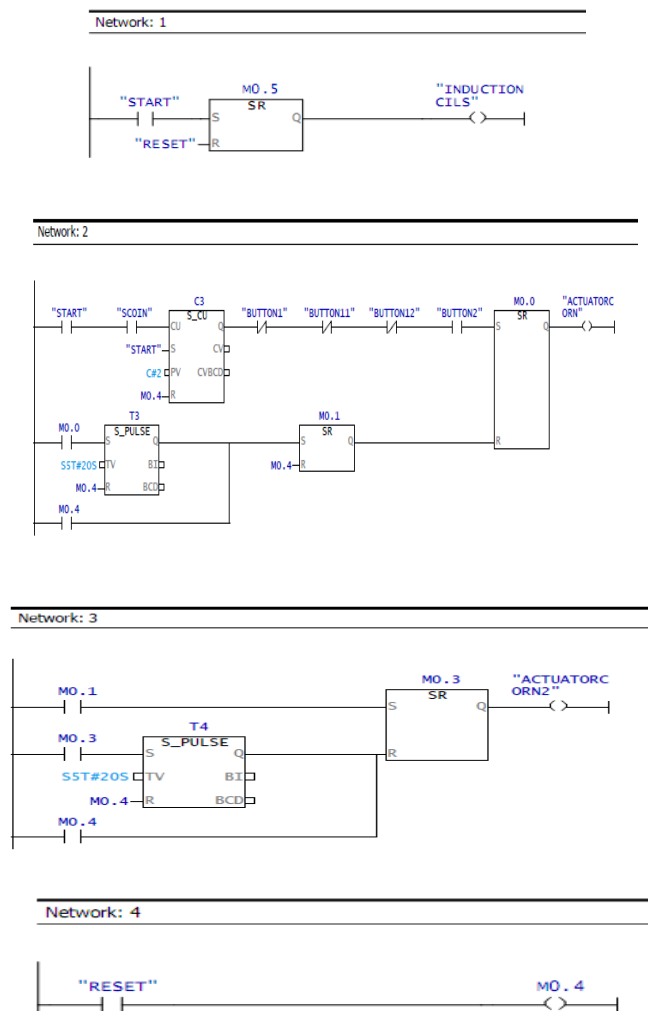 Network: 1
M0.5
"INDUCTION
CILS"
"START"
SR
S
Q
"RESET"
R
Network: 2
C3
M0.0
"ACTUATORC
ORN"
"START"
"SCOIN"
S_CU
"BUTTON1"
"BUTTON11"
"BUTTON12"
"BUTTON2"
SR
CU
Q
S
Q
"START"
S
CV
C#2
PV
CVBCD
M0.4
R
T3
M0.1
M0.0
S_PULSE
SR
S
Q
S
Q
R
S5T#20S
TV
BI
M0.4
R
M0.4
R
BCD
M0.4
Network: 3
M0.3
"ACTUATORC
ORN2"
M0.1
SR
S
Q
T4
M0.3
S_PULSE
S
Q
R
S5T#20S
TV
BI
M0.4
R
BCD
M0.4
Network: 4
"RESET"
M0.4